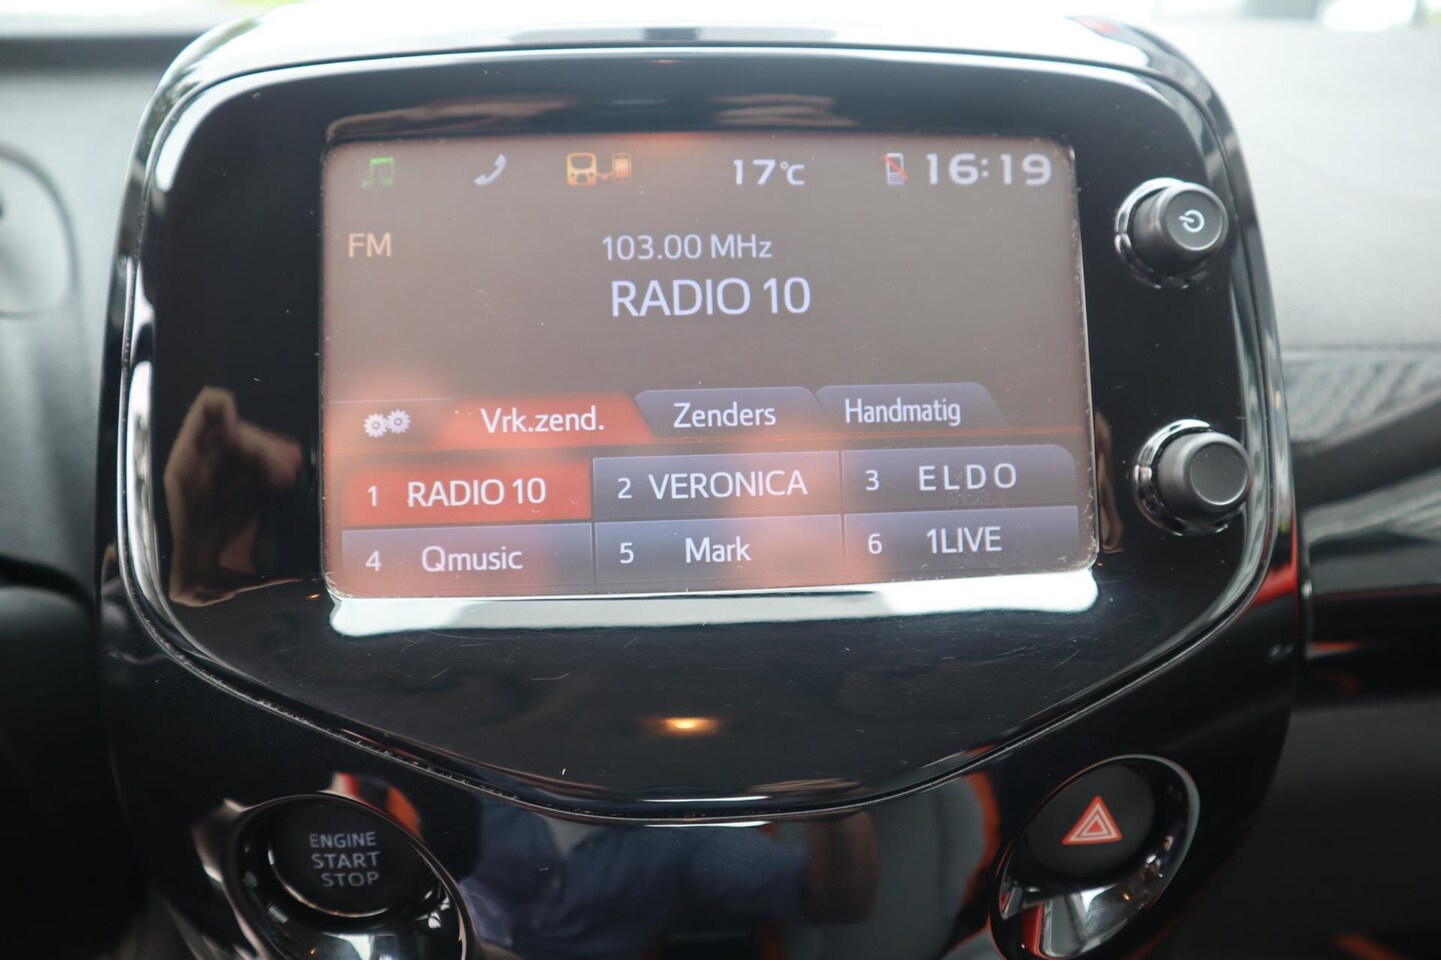 17°C 16:19
FM 103.00 MHz
RADIO 10
Vrk.zend. Zenders Handmatig
1 RADIO 10 2 VERONICA 3 ELDO
4 Qmusic 5 Mark 6 1LIVE
ENGINE
START
STOP